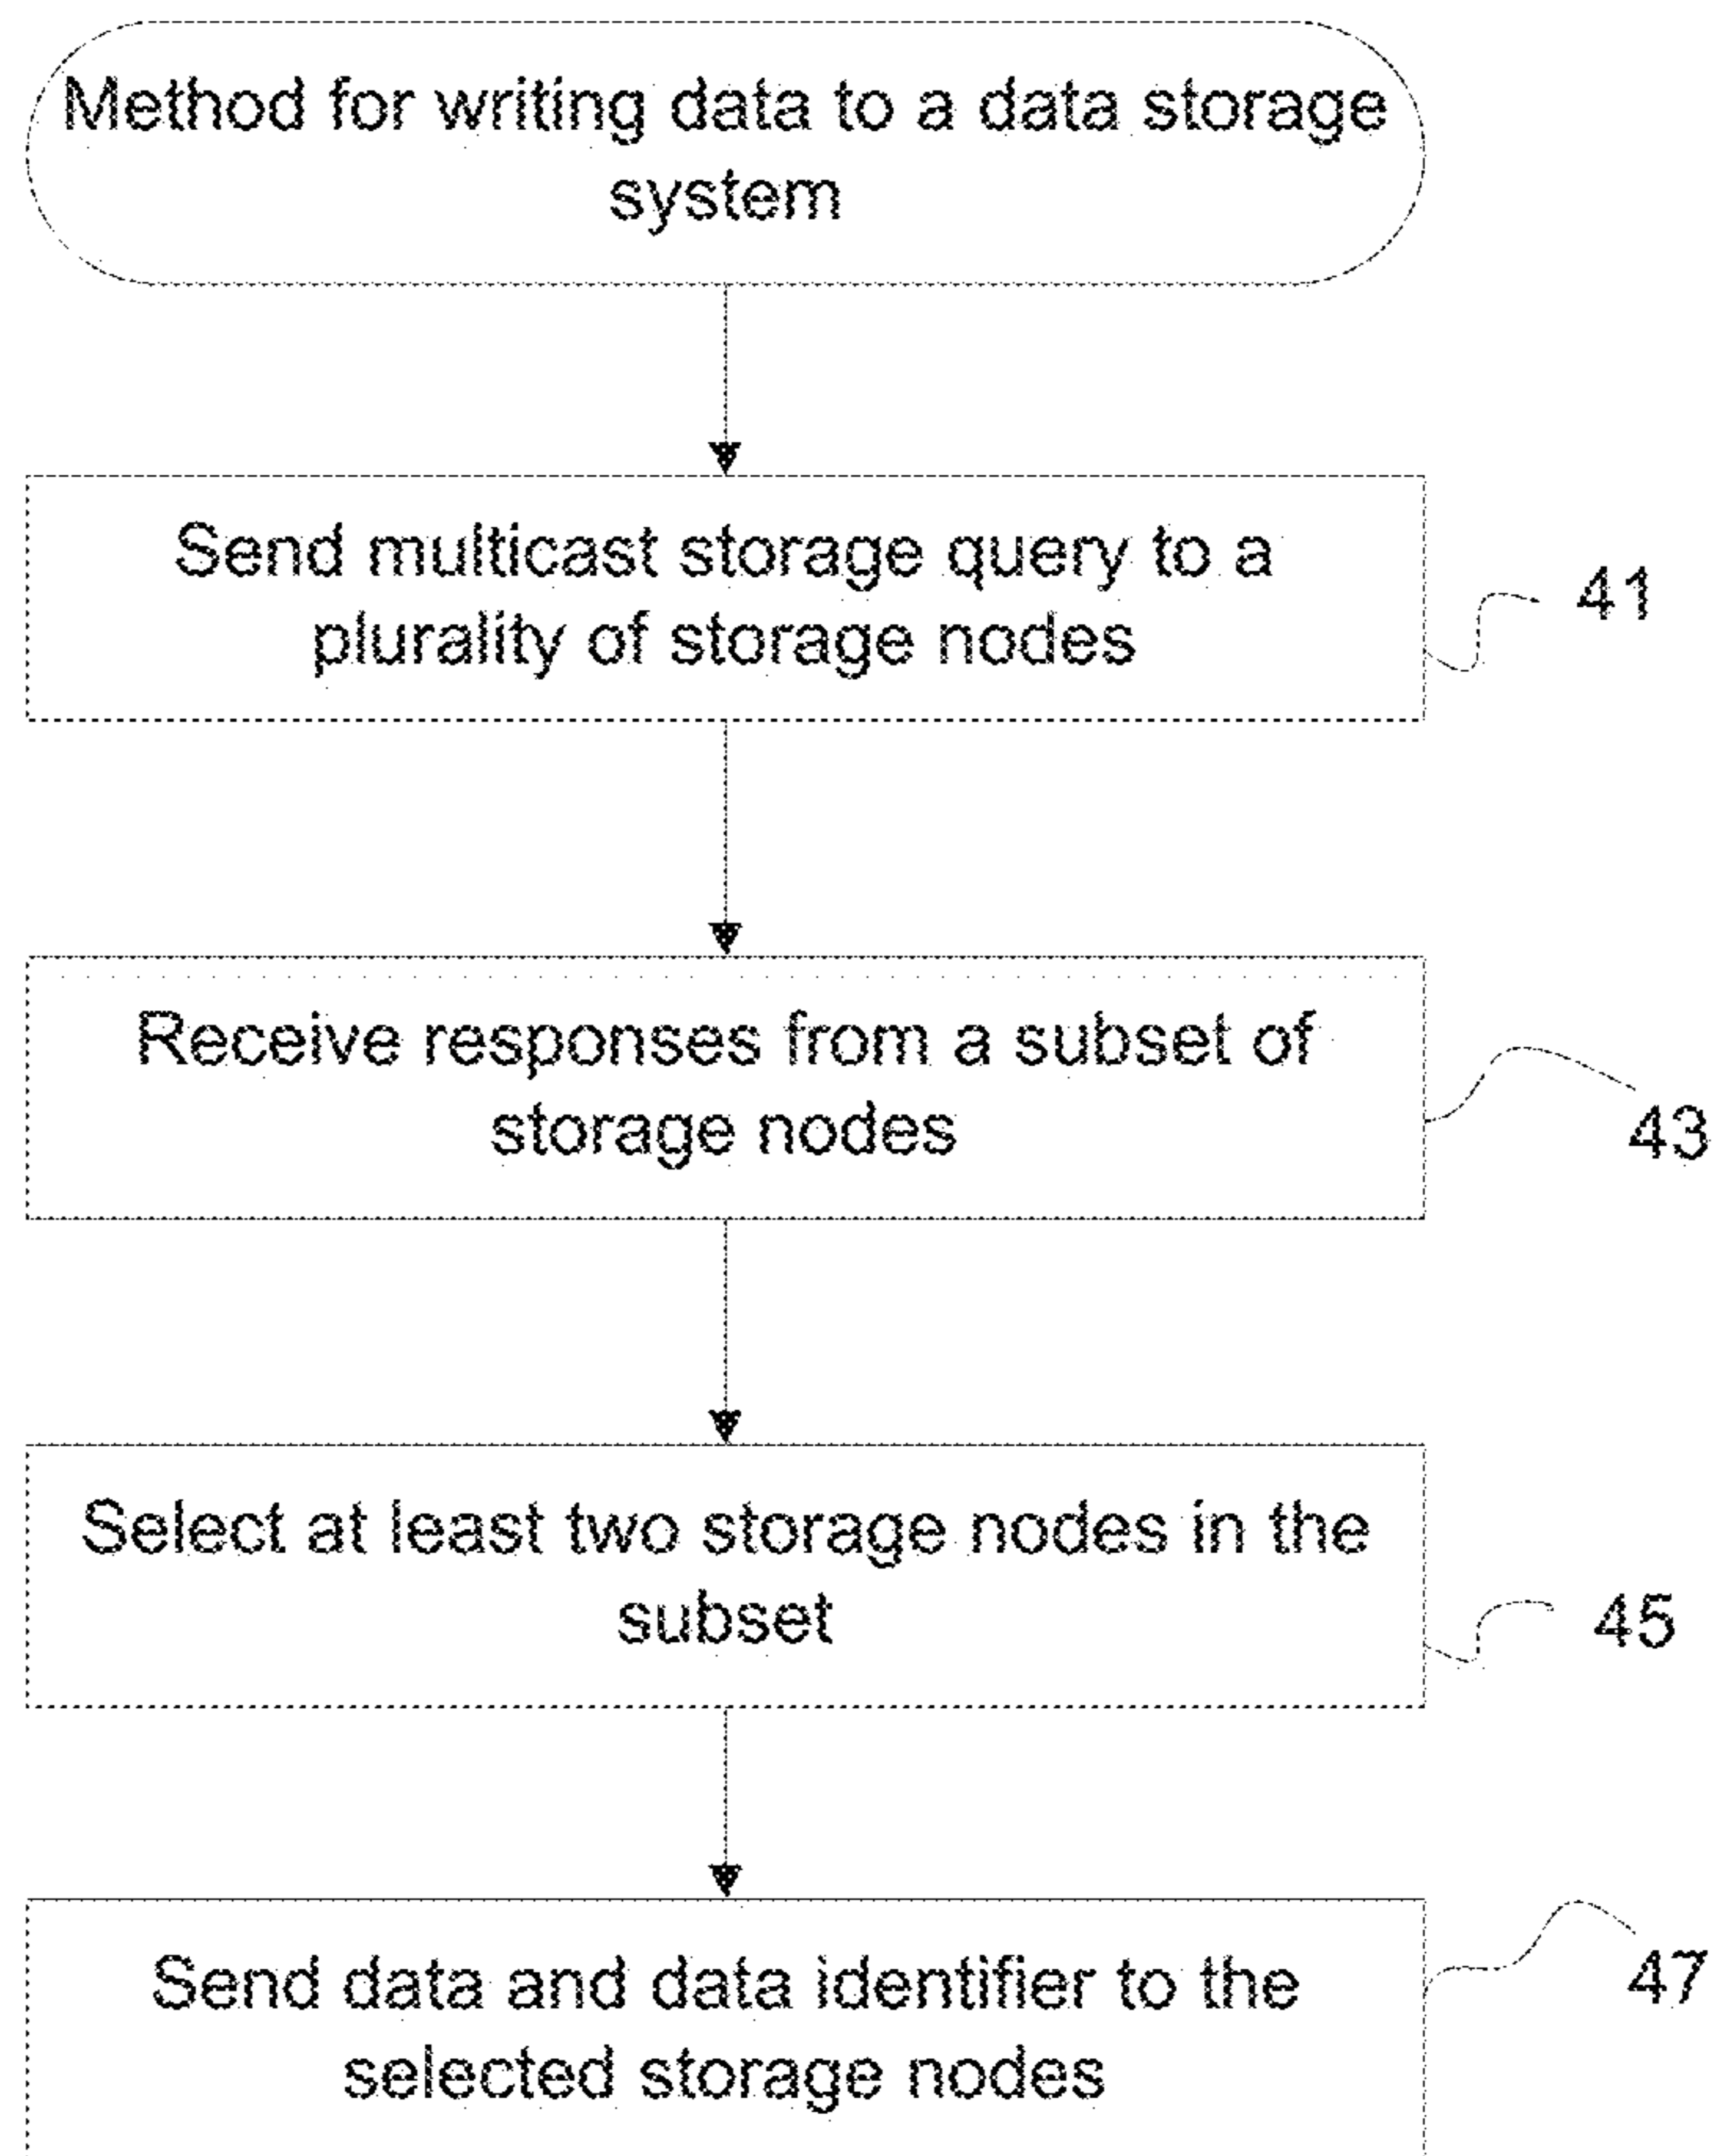 Method for writing data to a data storage
system
Send multicast storage query to a
plurality of storage nodes
41
Receive responses from a subset of
storage nodes
43
Select at least two storage nodes in the
subset
45
Send data and data identifier to the
selected storage nodes
47